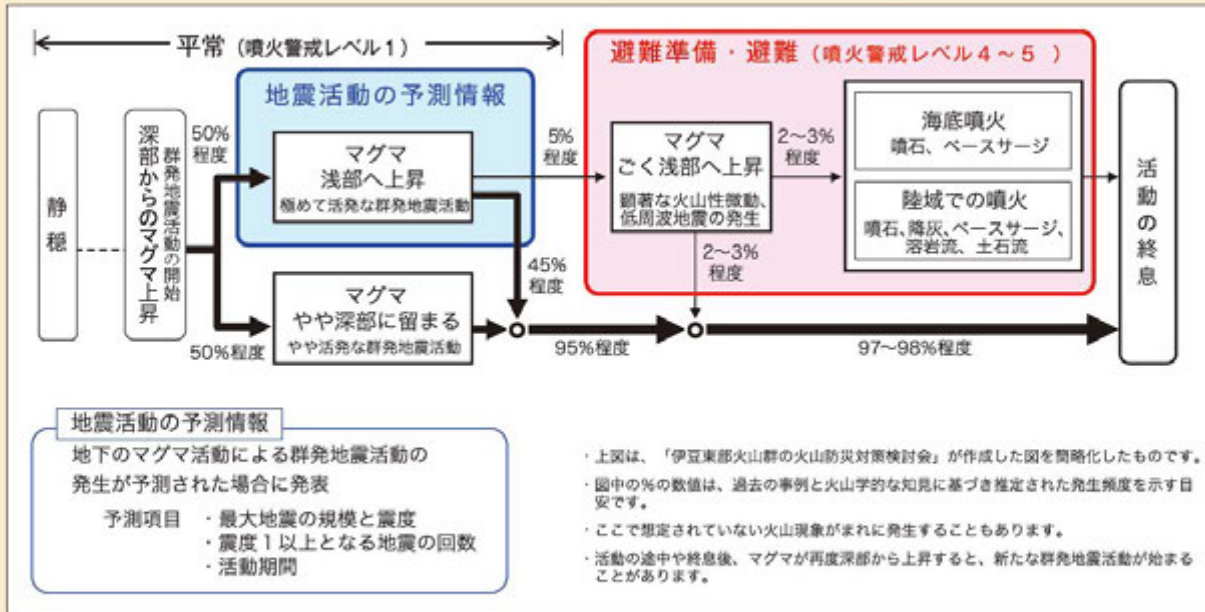 平常（噴火警戒レベル１）
避難準備・避難（噴火警戒レベル４～５）
地震活動の予測情報
静穏
深部からのマグマ上昇
群発地震活動の開始
50%
程度
マグマ
浅部へ上昇
極めて活発な群発地震活動
5%
程度
マグマ
ごく浅部へ上昇
顕著な火山性微動、
低周波地震の発生
2～3%
程度
海底噴火
噴石、ベースサージ
陸域での噴火
噴石、降灰、ベースサージ、
溶岩流、土石流
活動の終息
50%程度
マグマ
やや深部に留まる
やや活発な群発地震活動
45%
程度
2～3%
程度
95%程度
97～98%程度
地震活動の予測情報
地下のマグマ活動による群発地震活動の
発生が予測された場合に発表
予測項目　・最大地震の規模と震度
・震度１以上となる地震の回数
・活動期間
・上図は、「伊豆東部火山群の火山防災対策検討会」が作成した図を簡略化したものです。
・図中の％の数値は、過去の事例と火山学的な知見に基づき推定された発生頻度を示す目
安です。
・ここで想定されていない火山現象がまれに発生することもあります。
・活動の途中や終息後、マグマが再度深部から上昇すると、新たな群発地震活動が始まる
ことがあります。